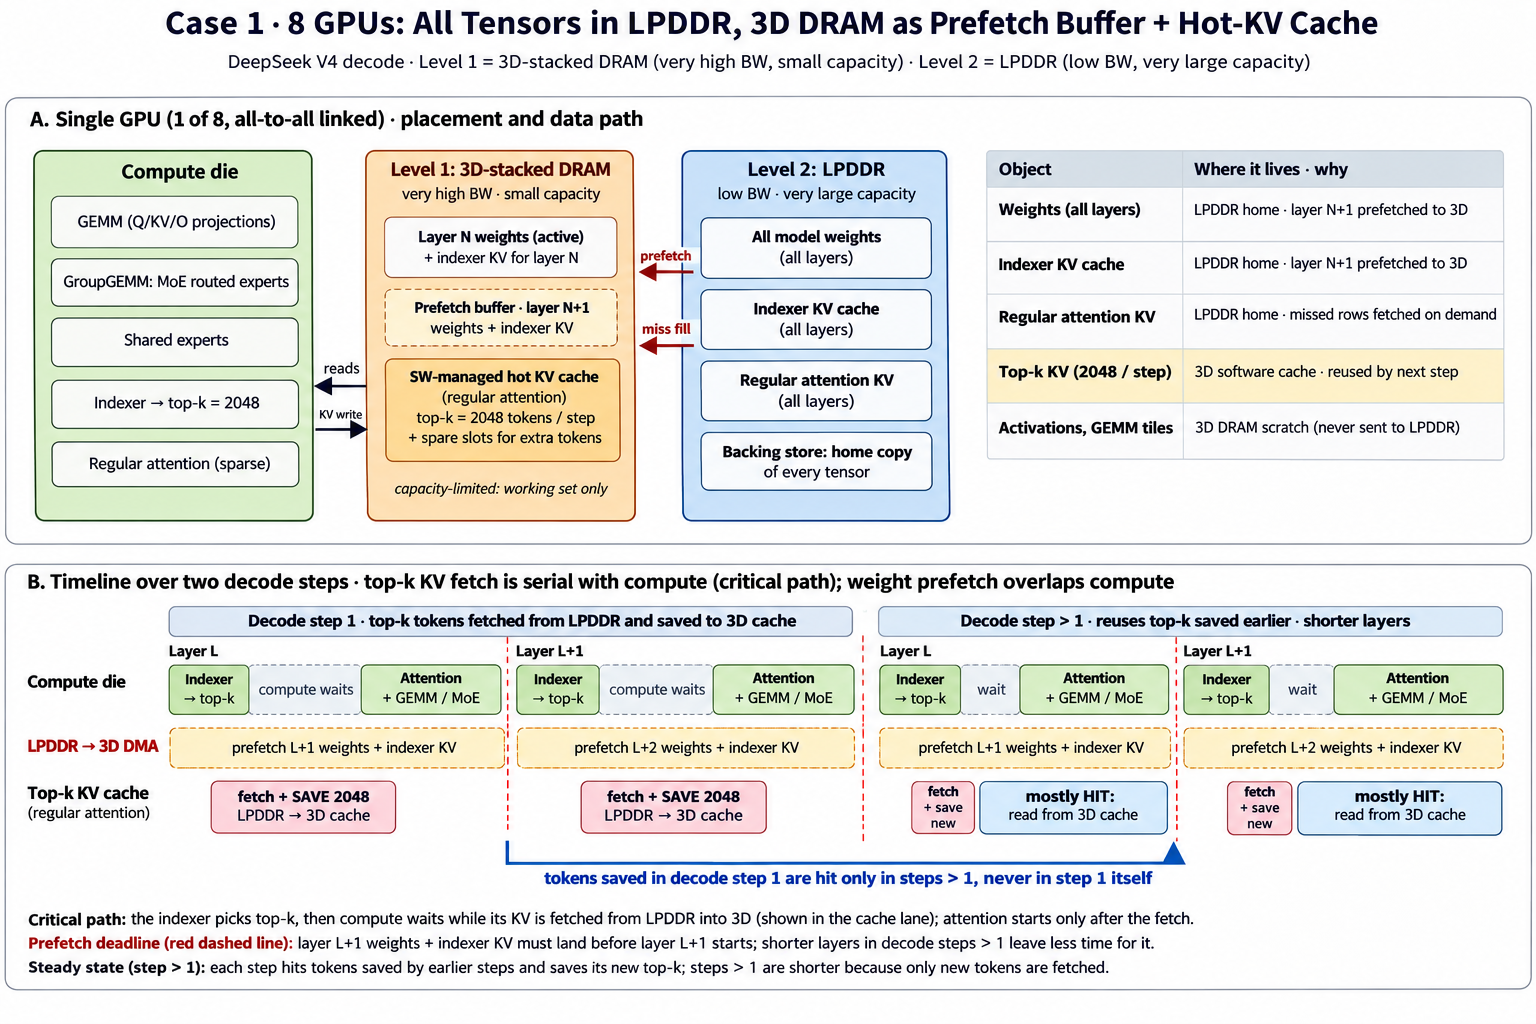 Case 1 · 8 GPUs: All Tensors in LPDDR, 3D DRAM as Prefetch Buffer + Hot-KV Cache
DeepSeek V4 decode · Level 1 = 3D-stacked DRAM (very high BW, small capacity) · Level 2 = LPDDR (low BW, very large capacity)
A. Single GPU (1 of 8, all-to-all linked) · placement and data path
Compute die
GEMM (Q/KV/O projections)
GroupGEMM: MoE routed experts
Shared experts
Indexer → top-k = 2048
Regular attention (sparse)
reads
KV write
Level 1: 3D-stacked DRAM
very high BW · small capacity
Layer N weights (active)
+ indexer KV for layer N
Prefetch buffer · layer N+1
weights + indexer KV
SW-managed hot KV cache
(regular attention)
top-k = 2048 tokens / step
+ spare slots for extra tokens
capacity-limited: working set only
prefetch
miss fill
Level 2: LPDDR
low BW · very large capacity
All model weights
(all layers)
Indexer KV cache
(all layers)
Regular attention KV
(all layers)
Backing store: home copy
of every tensor
Object
Where it lives · why
Weights (all layers)
LPDDR home · layer N+1 prefetched to 3D
Indexer KV cache
LPDDR home · layer N+1 prefetched to 3D
Regular attention KV
LPDDR home · missed rows fetched on demand
Top-k KV (2048 / step)
3D software cache · reused by next step
Activations, GEMM tiles
3D DRAM scratch (never sent to LPDDR)
B. Timeline over two decode steps · top-k KV fetch is serial with compute (critical path); weight prefetch overlaps compute
Decode step 1 · top-k tokens fetched from LPDDR and saved to 3D cache
Decode step > 1 · reuses top-k saved earlier · shorter layers
Layer L
Layer L+1
Layer L
Layer L+1
Compute die
Indexer
→ top-k
compute waits
Attention
+ GEMM / MoE
Indexer
→ top-k
compute waits
Attention
+ GEMM / MoE
Indexer
→ top-k
wait
Attention
+ GEMM / MoE
Indexer
→ top-k
wait
Attention
+ GEMM / MoE
LPDDR → 3D DMA
prefetch L+1 weights + indexer KV
prefetch L+2 weights + indexer KV
prefetch L+1 weights + indexer KV
prefetch L+2 weights + indexer KV
Top-k KV cache
(regular attention)
fetch + SAVE 2048
LPDDR → 3D cache
fetch + SAVE 2048
LPDDR → 3D cache
fetch
+ save
new
mostly HIT:
read from 3D cache
fetch
+ save
new
mostly HIT:
read from 3D cache
tokens saved in decode step 1 are hit only in steps > 1, never in step 1 itself
Critical path: the indexer picks top-k, then compute waits while its KV is fetched from LPDDR into 3D (shown in the cache lane); attention starts only after the fetch.
Prefetch deadline (red dashed line): layer L+1 weights + indexer KV must land before layer L+1 starts; shorter layers in decode steps > 1 leave less time for it.
Steady state (step > 1): each step hits tokens saved by earlier steps and saves its new top-k; steps > 1 are shorter because only new tokens are fetched.